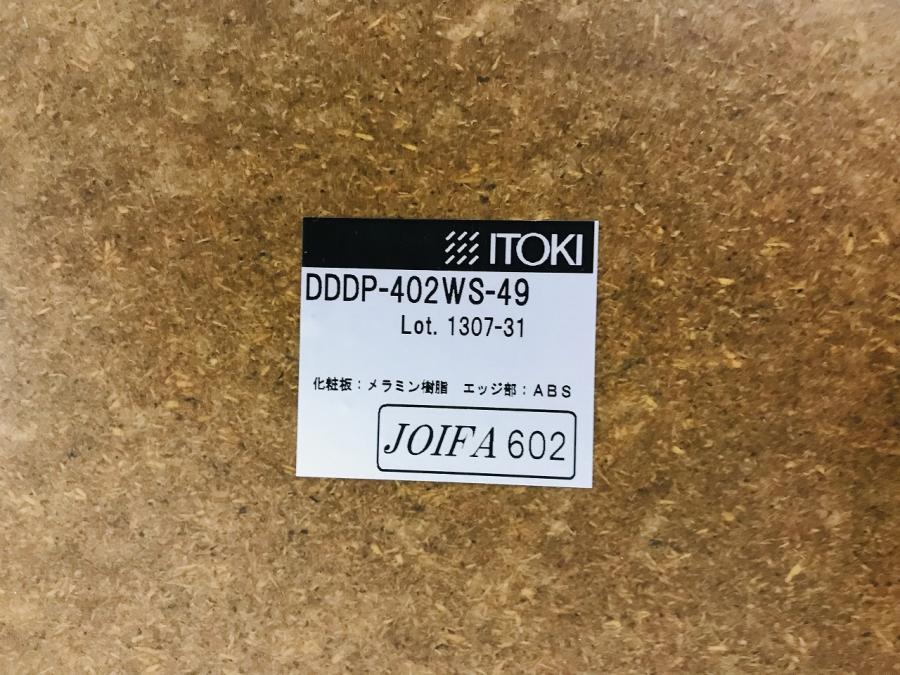 ITOKI
DDDP-402WS-49
Lot. 1307-31
化粧板：メラミン樹脂　エッジ部：ABS
JOIFA 602